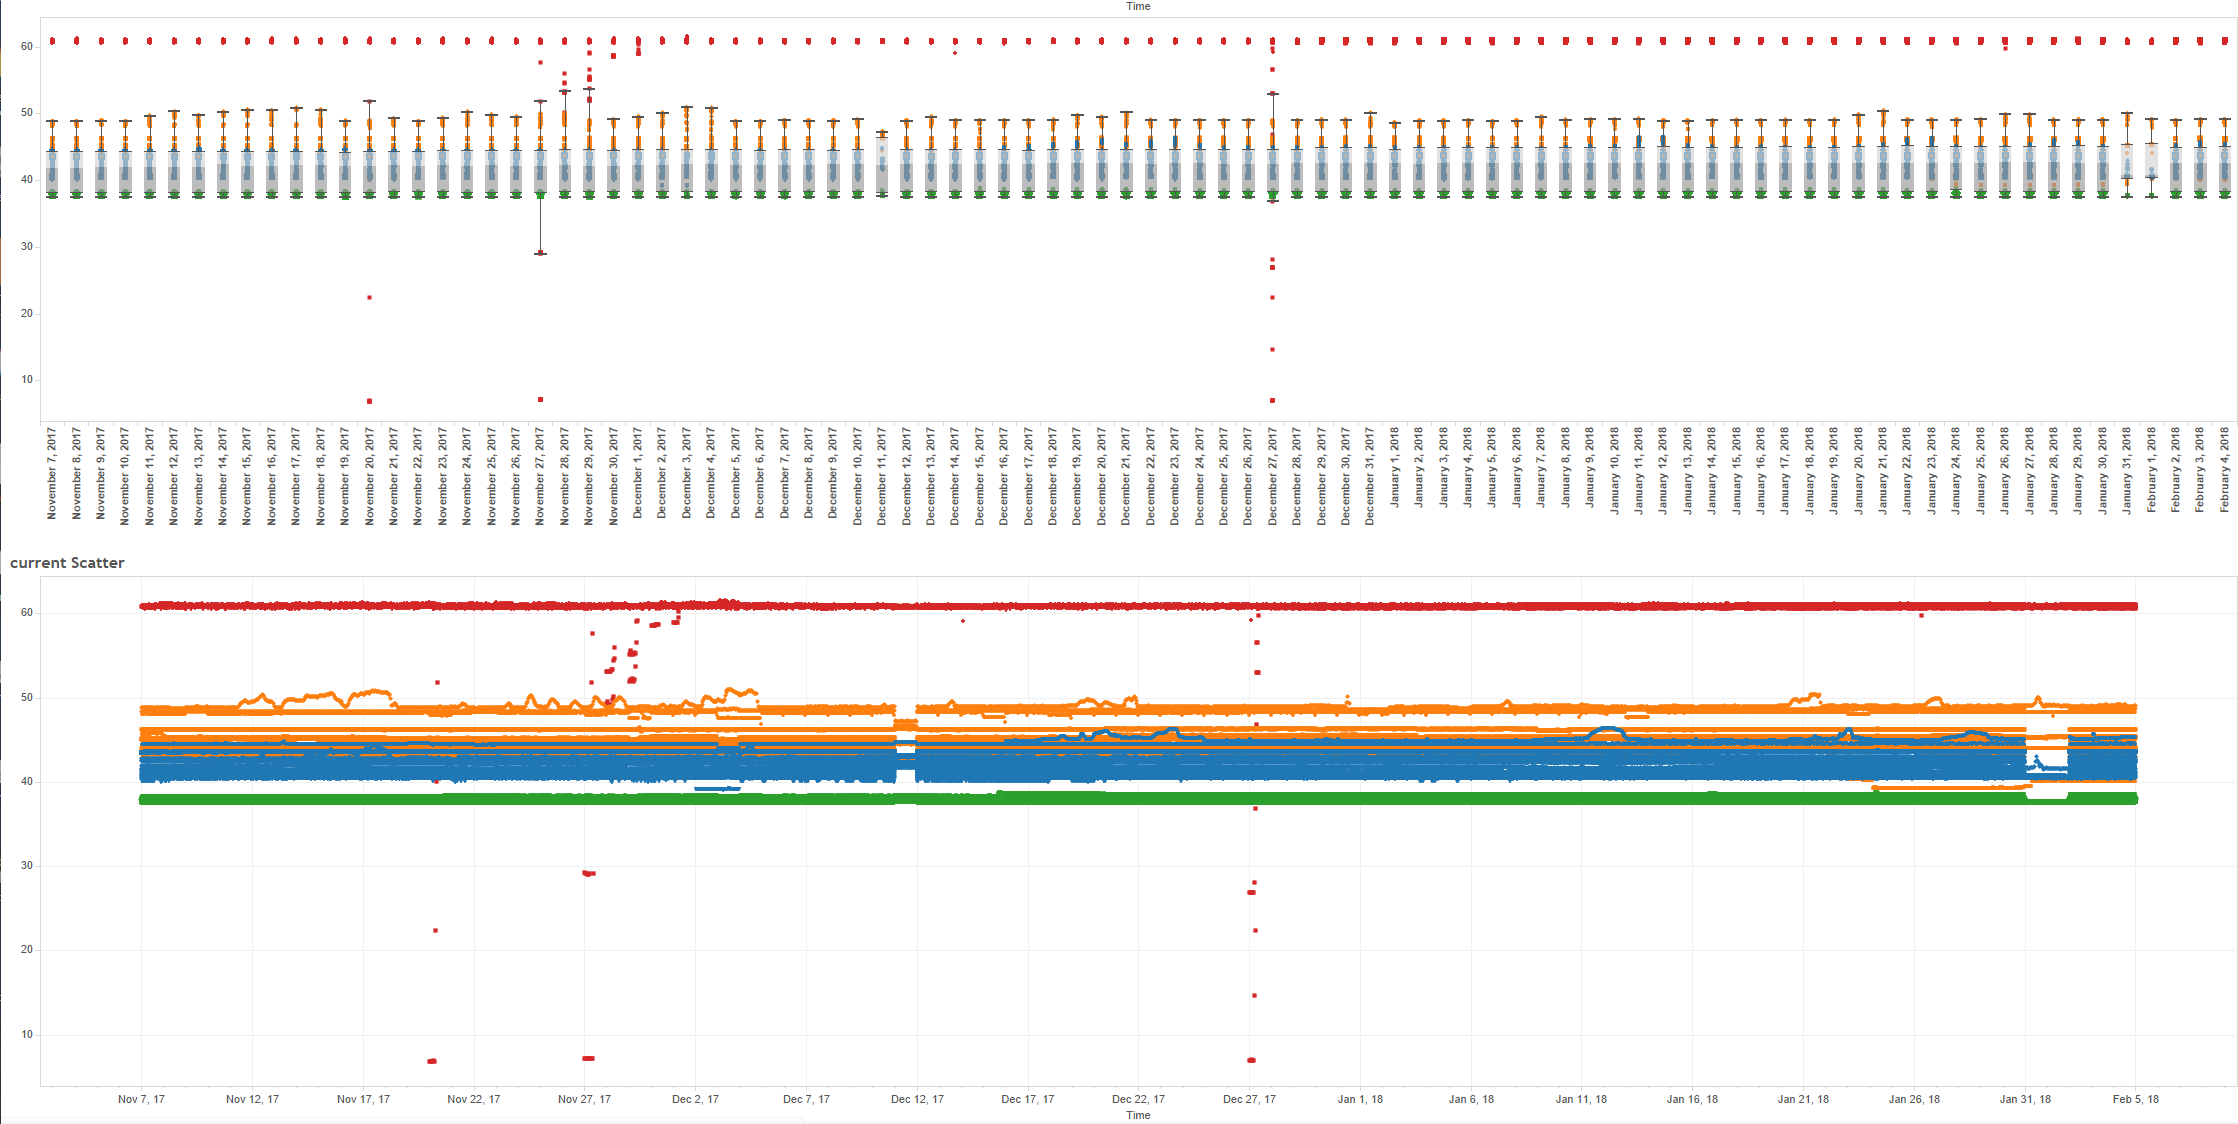 Time
60
50
40
30
20
10
November 7, 2017
November 8, 2017
November 9, 2017
November 10, 2017
November 11, 2017
November 12, 2017
November 13, 2017
November 14, 2017
November 15, 2017
November 16, 2017
November 17, 2017
November 18, 2017
November 19, 2017
November 20, 2017
November 21, 2017
November 22, 2017
November 23, 2017
November 24, 2017
November 25, 2017
November 26, 2017
November 27, 2017
November 28, 2017
November 29, 2017
November 30, 2017
December 1, 2017
December 2, 2017
December 3, 2017
December 4, 2017
December 5, 2017
December 6, 2017
December 7, 2017
December 8, 2017
December 9, 2017
December 10, 2017
December 11, 2017
December 12, 2017
December 13, 2017
December 14, 2017
December 15, 2017
December 16, 2017
December 17, 2017
December 18, 2017
December 19, 2017
December 20, 2017
December 21, 2017
December 22, 2017
December 23, 2017
December 24, 2017
December 25, 2017
December 26, 2017
December 27, 2017
December 28, 2017
December 29, 2017
December 30, 2017
December 31, 2017
January 1, 2018
January 2, 2018
January 3, 2018
January 4, 2018
January 5, 2018
January 6, 2018
January 7, 2018
January 8, 2018
January 9, 2018
January 10, 2018
January 11, 2018
January 12, 2018
January 13, 2018
January 14, 2018
January 15, 2018
January 16, 2018
January 17, 2018
January 18, 2018
January 19, 2018
January 20, 2018
January 21, 2018
January 22, 2018
January 23, 2018
January 24, 2018
January 25, 2018
January 26, 2018
January 27, 2018
January 28, 2018
January 29, 2018
January 30, 2018
January 31, 2018
February 1, 2018
February 2, 2018
February 3, 2018
February 4, 2018
current Scatter
60
50
40
30
20
10
Nov 7, 17
Nov 12, 17
Nov 17, 17
Nov 22, 17
Nov 27, 17
Dec 2, 17
Dec 7, 17
Dec 12, 17
Dec 17, 17
Dec 22, 17
Dec 27, 17
Jan 1, 18
Jan 6, 18
Jan 11, 18
Jan 16, 18
Jan 21, 18
Jan 26, 18
Jan 31, 18
Feb 5, 18
Time